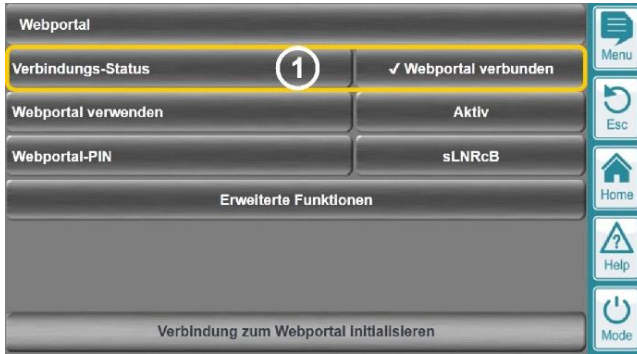 Webportal
Verbindungs-Status 1 ✓ Webportal verbunden
Webportal verwenden Aktiv
Webportal-PIN sLNRcB
Erweiterte Funktionen
Verbindung zum Webportal initialisieren
Menu
Esc
Home
Help
Mode